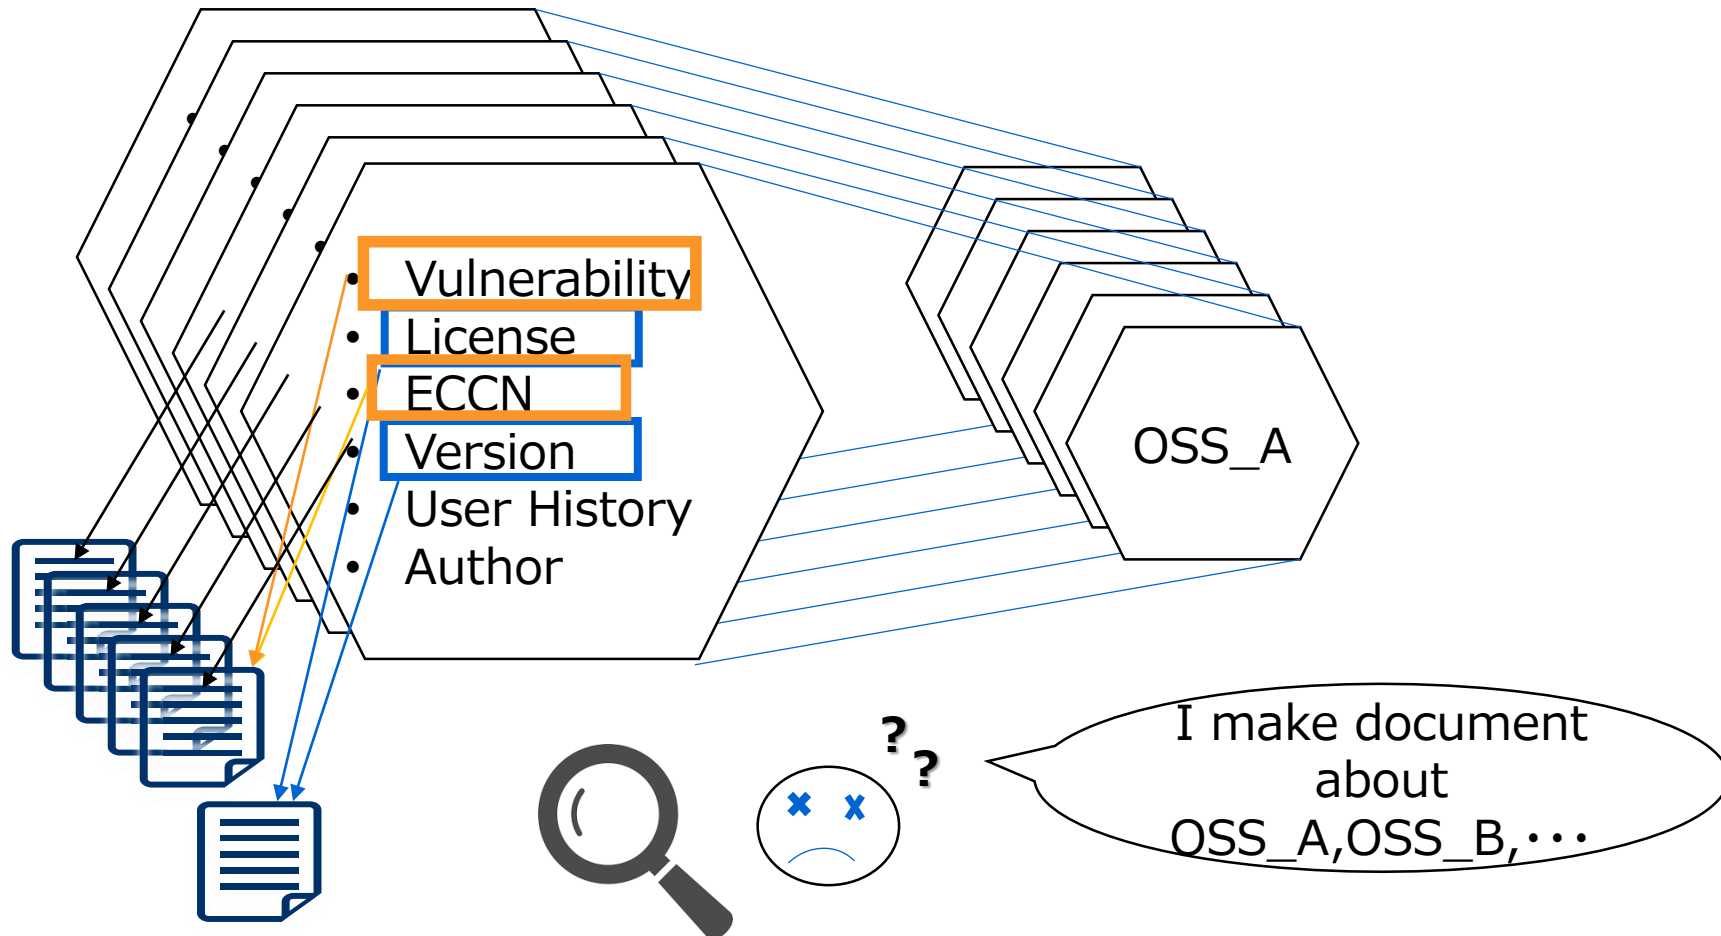 • Vulnerability
• License
• ECCN
• Version
• User History
• Author
OSS_A
? ?
I make document
about
OSS_A,OSS_B,･･･